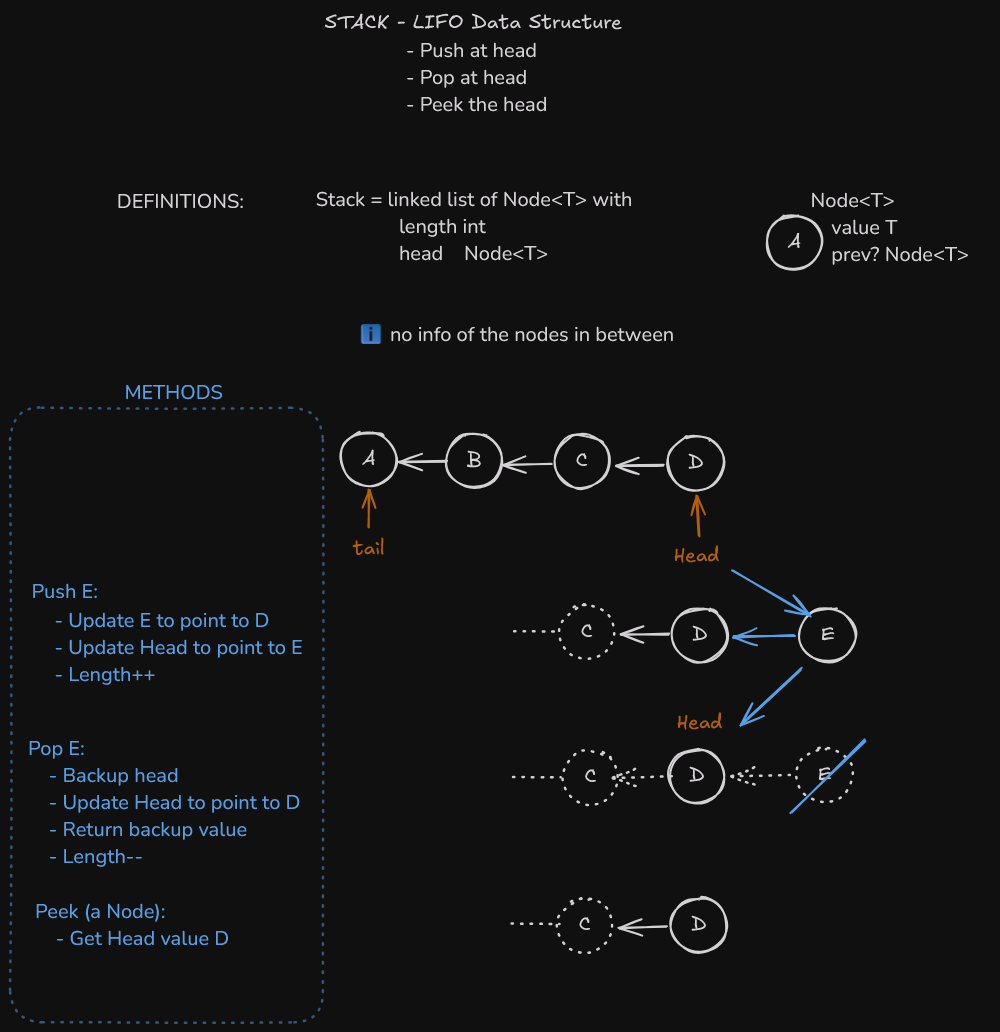 STACK - LIFO Data Structure
- Push at head
- Pop at head
- Peek the head
DEFINITIONS:
Stack = linked list of Node<T> with
length int
head Node<T>
Node<T>
A
value T
prev? Node<T>
ℹ no info of the nodes in between
METHODS
A B C D
tail
Head
Push E:
- Update E to point to D
- Update Head to point to E
- Length++
C D E
Pop E:
- Backup head
- Update Head to point to D
- Return backup value
- Length--
Head
C D E
Peek (a Node):
- Get Head value D
C D